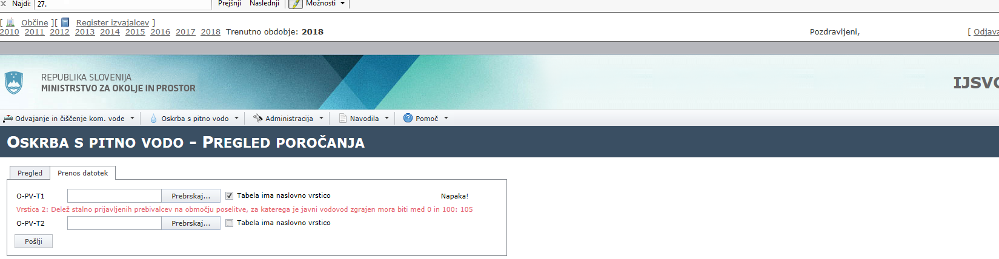 x Najdi: 27. Prejšnji Naslednji Možnosti
[ Občine ][ Register izvajalcev ]
2010 2011 2012 2013 2014 2015 2016 2017 2018 Trenutno obdobje: 2018 Pozdravljeni, [ Odjava
REPUBLIKA SLOVENIJA
MINISTRSTVO ZA OKOLJE IN PROSTOR
IJSVO
Odvajanje in čiščenje kom. vode Oskrba s pitno vodo Administracija Navodila Pomoč
OSKRBA S PITNO VODO - PREGLED POROČANJA
Pregled Prenos datotek
O-PV-T1 Prebrskaj... Tabela ima naslovno vrstico Napaka!
Vrstica 2: Delež stalno prijavljenih prebivalcev na območju poselitve, za katerega je javni vodovod zgrajen mora biti med 0 in 100: 105
O-PV-T2 Prebrskaj... Tabela ima naslovno vrstico
Pošlji